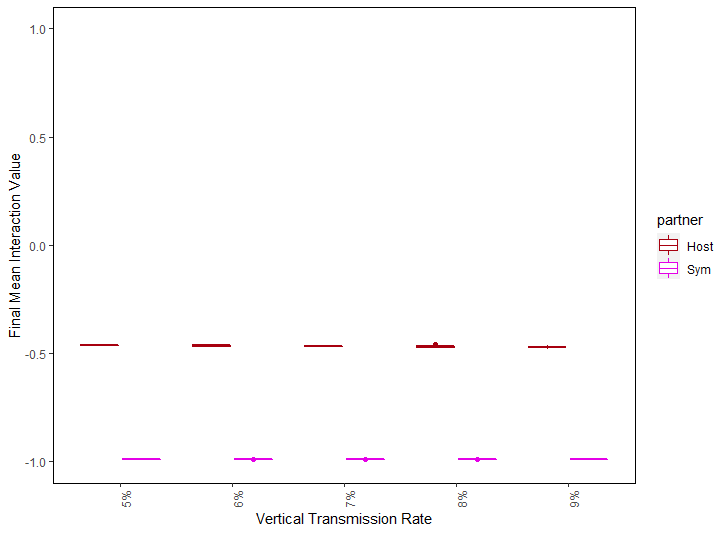 1.0
0.5
0.0
-0.5
-1.0
Final Mean Interaction Value
5%
6%
7%
8%
9%
Vertical Transmission Rate
partner
Host
Sym